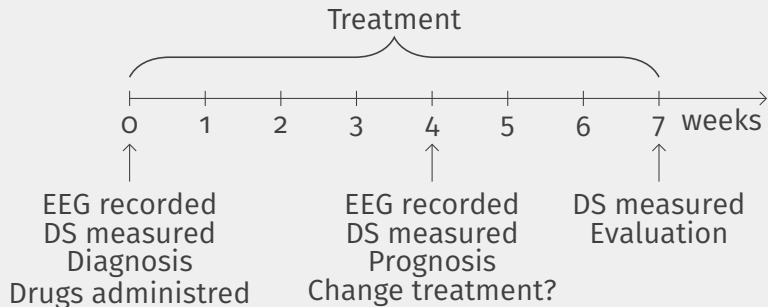 Treatment
0 1 2 3 4 5 6 7 weeks
EEG recorded
DS measured
Diagnosis
Drugs administred
EEG recorded
DS measured
Prognosis
Change treatment?
DS measured
Evaluation